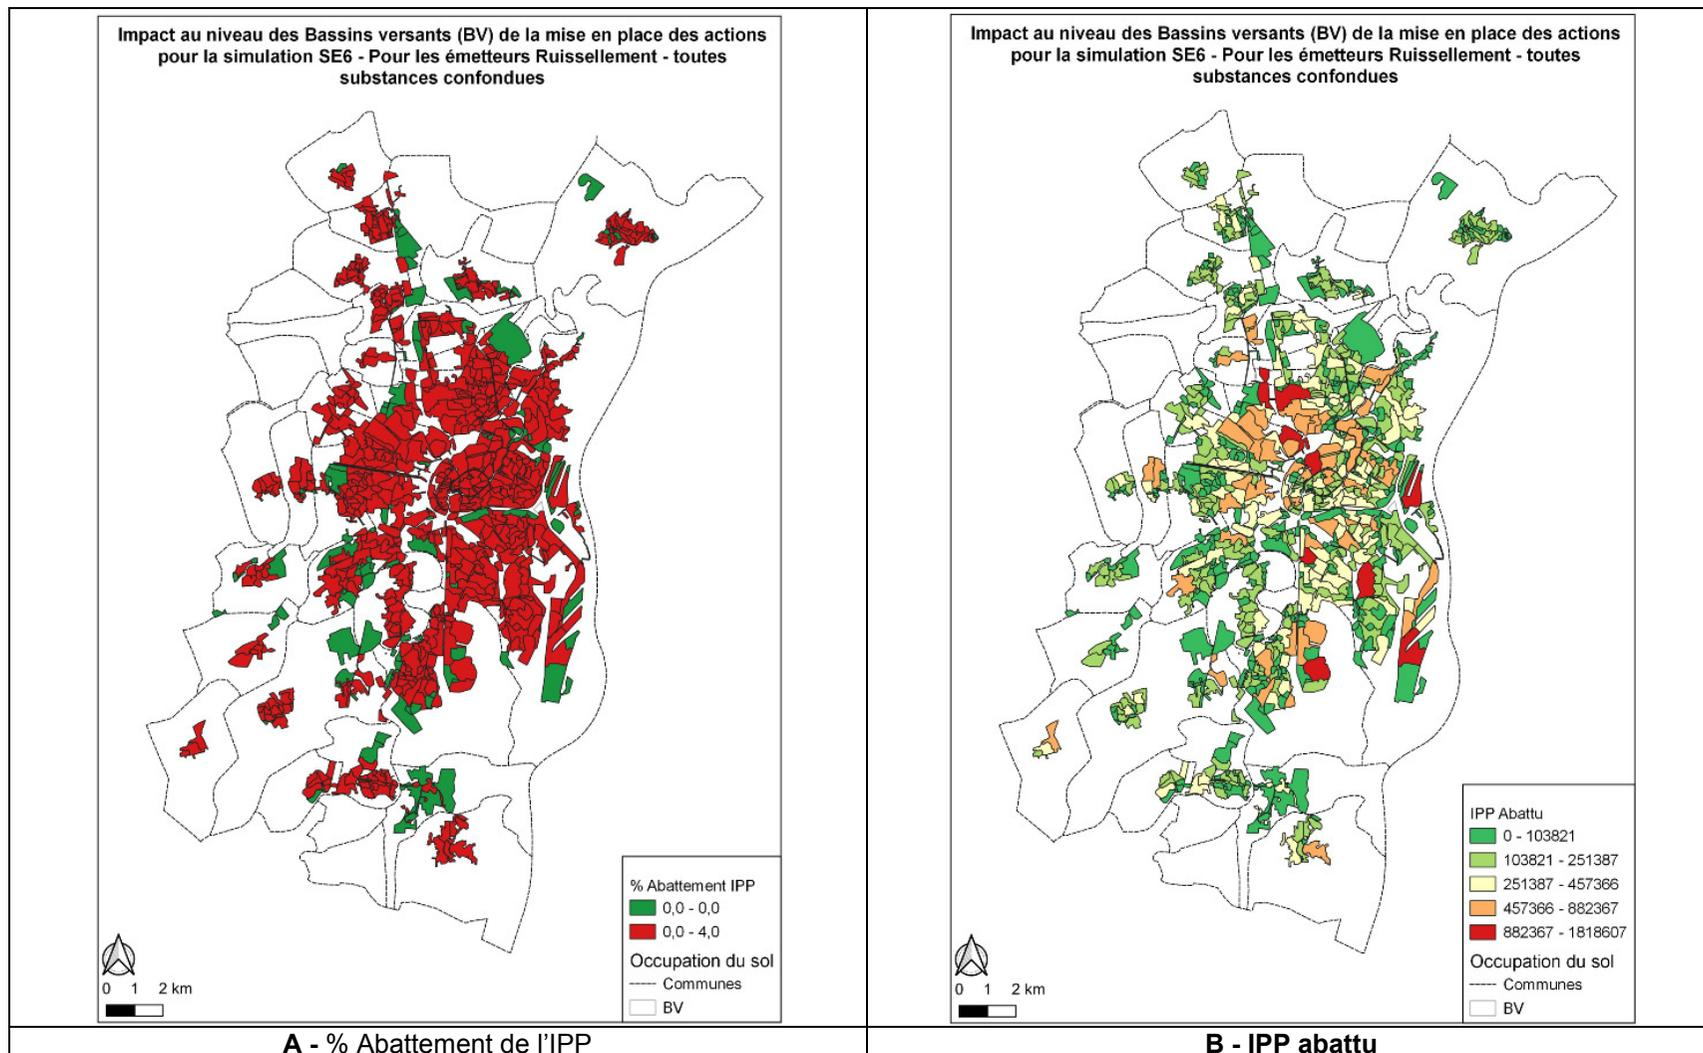 Impact au niveau des Bassins versants (BV) de la mise en place des actions
pour la simulation SE6 - Pour les émetteurs Ruissellement - toutes
substances confondues
% Abattement IPP
0,0 - 0,0
0,0 - 4,0
Occupation du sol
Communes
BV
0 1 2 km
A - % Abattement de l'IPP
Impact au niveau des Bassins versants (BV) de la mise en place des actions
pour la simulation SE6 - Pour les émetteurs Ruissellement - toutes
substances confondues
IPP Abattu
0 - 103821
103821 - 251387
251387 - 457366
457366 - 882367
882367 - 1818607
Occupation du sol
Communes
BV
0 1 2 km
B - IPP abattu